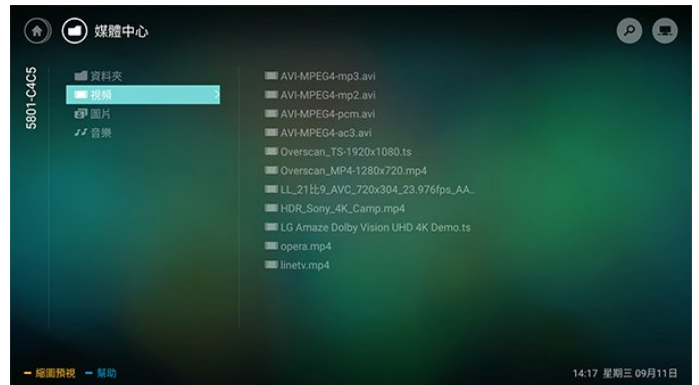 媒體中心
5801-C4C5
資料夾
視頻
圖片
音樂
AVI-MPEG4-mp3.avi
AVI-MPEG4-mp2.avi
AVI-MPEG4-pcm.avi
AVI-MPEG4-ac3.avi
Overscan_TS-1920x1080.ts
Overscan_MP4-1280x720.mp4
LL_21比9_AVC_720x304_23.976fps_AA..
HDR_Sony_4K_Camp.mp4
LG Amaze Dolby Vision UHD 4K Demo.ts
opera.mp4
linetv.mp4
縮圖預視 幫助
14:17 星期三 09月11日